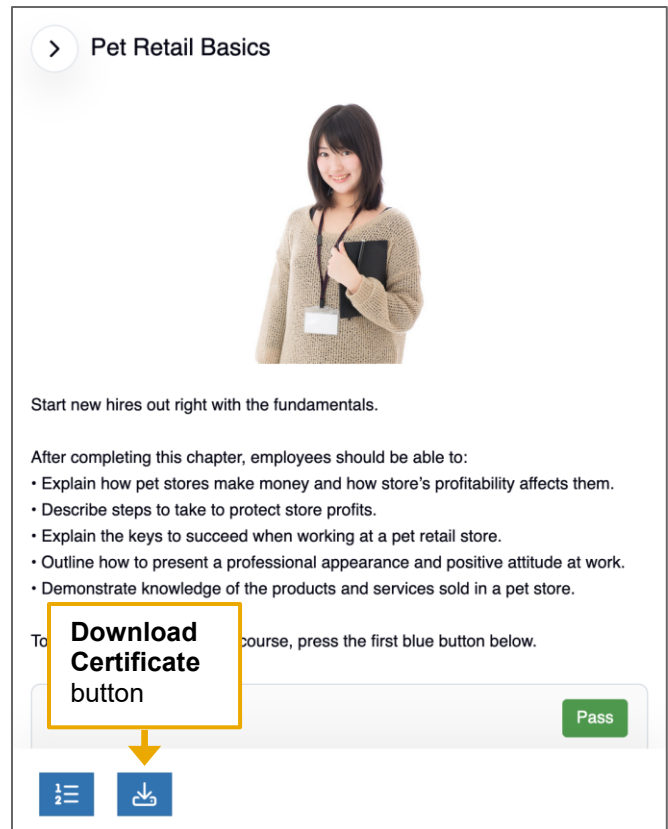 Pet Retail Basics
Start new hires out right with the fundamentals.
After completing this chapter, employees should be able to:
• Explain how pet stores make money and how store’s profitability affects them.
• Describe steps to take to protect store profits.
• Explain the keys to succeed when working at a pet retail store.
• Outline how to present a professional appearance and positive attitude at work.
• Demonstrate knowledge of the products and services sold in a pet store.
To course, press the first blue button below.
Download
Certificate
button
Pass
1
2